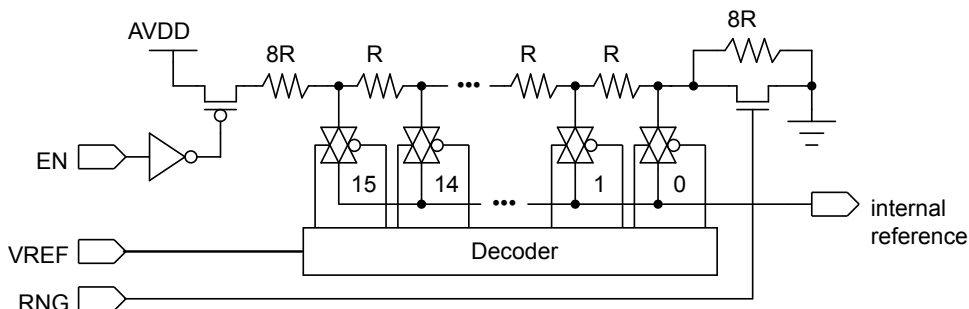 AVDD
8R
R
R
R
8R
EN
15
14
1
0
internal
reference
VREF
Decoder
RNG